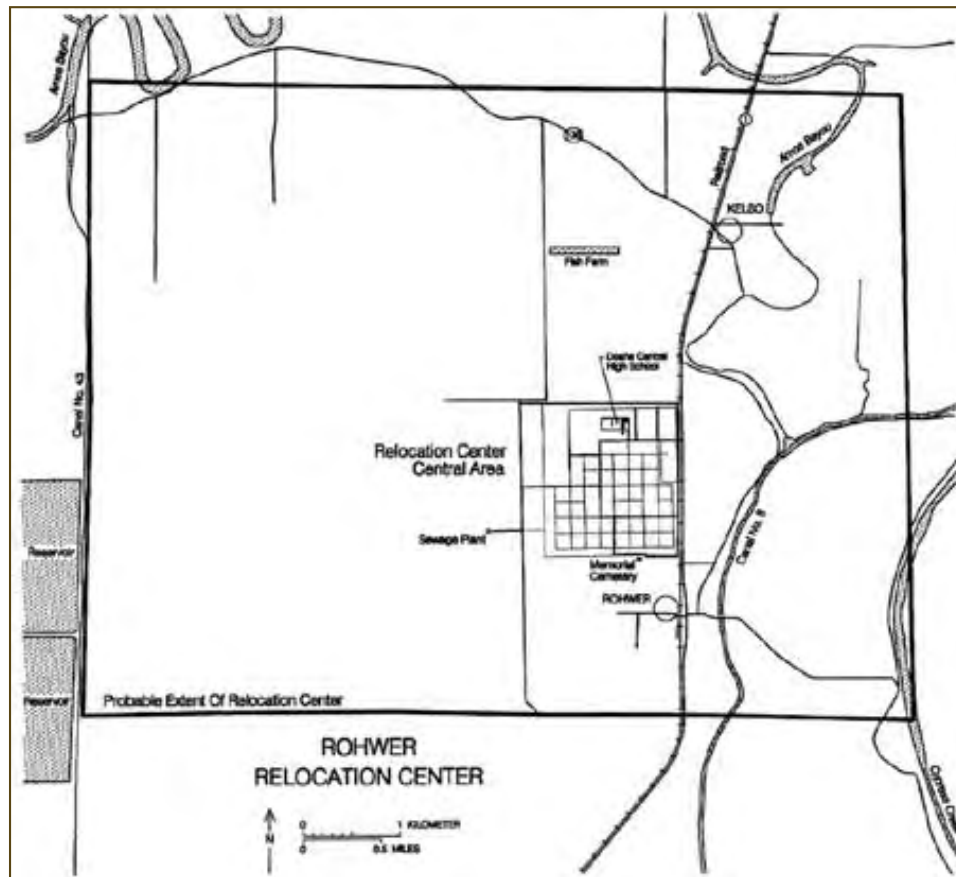 Amos Bayou
Railroad
Amos Bayou
KELSO
Fish Farm
Desha Central
High School
Canal No. 43
Relocation Center
Central Area
Sewage Plant
Canal No. 8
Memorial
Cemetery
Reservoir
ROHWER
Reservoir
Probable Extent Of Relocation Center
ROHWER
RELOCATION CENTER
N
0 1 KILOMETER
0 0.5 MILES
Cypress